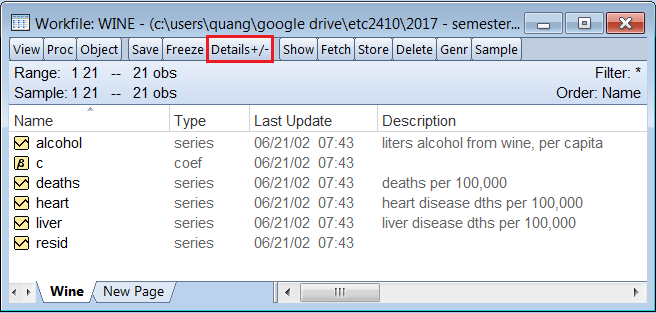 Workfile: WINE - (c:\users\quang\google drive\etc2410\2017 - semester...
View Proc Object Save Freeze Details+/- Show Fetch Store Delete Genr Sample
Range: 1 21 -- 21 obs Filter: *
Sample: 1 21 -- 21 obs Order: Name
Name Type Last Update Description
alcohol series 06/21/02 07:43 liters alcohol from wine, per capita
β c coef 06/21/02 07:43
deaths series 06/21/02 07:43 deaths per 100,000
heart series 06/21/02 07:43 heart disease dths per 100,000
liver series 06/21/02 07:43 liver disease dths per 100,000
resid series 06/21/02 07:43
Wine New Page